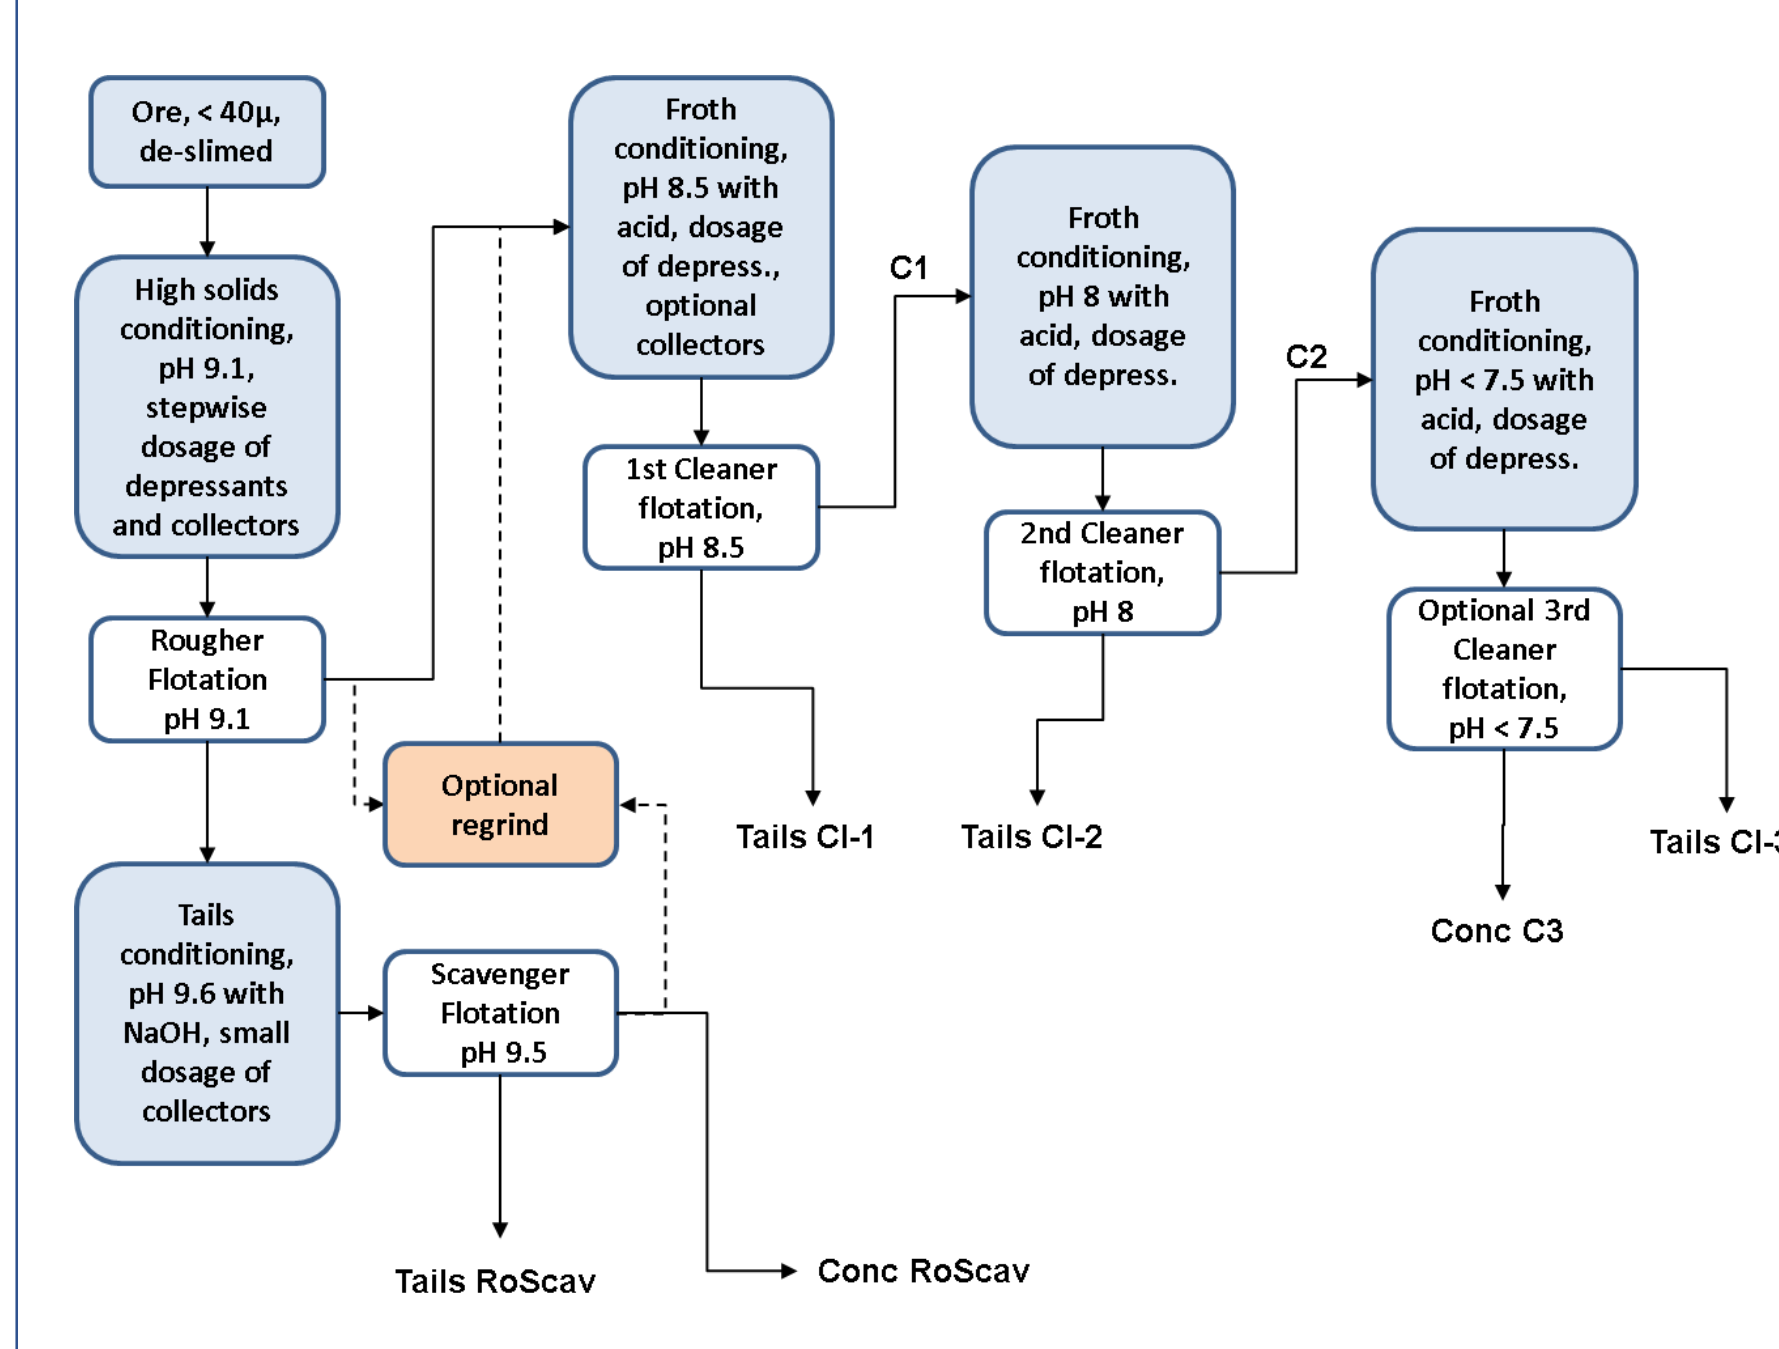 Ore, < 40µ,
de-slimed
High solids
conditioning,
pH 9.1,
stepwise
dosage of
depressants
and collectors
Rougher
Flotation
pH 9.1
Tails
conditioning,
pH 9.6 with
NaOH, small
dosage of
collectors
Optional
regrind
Scavenger
Flotation
pH 9.5
Tails RoScav
Conc RoScav
Froth
conditioning,
pH 8.5 with
acid, dosage
of depress.,
optional
collectors
1st Cleaner
flotation,
pH 8.5
Tails Cl-1
C1
Froth
conditioning,
pH 8 with
acid, dosage
of depress.
2nd Cleaner
flotation,
pH 8
Tails Cl-2
C2
Froth
conditioning,
pH < 7.5 with
acid, dosage
of depress.
Optional 3rd
Cleaner
flotation,
pH < 7.5
Conc C3
Tails Cl-3